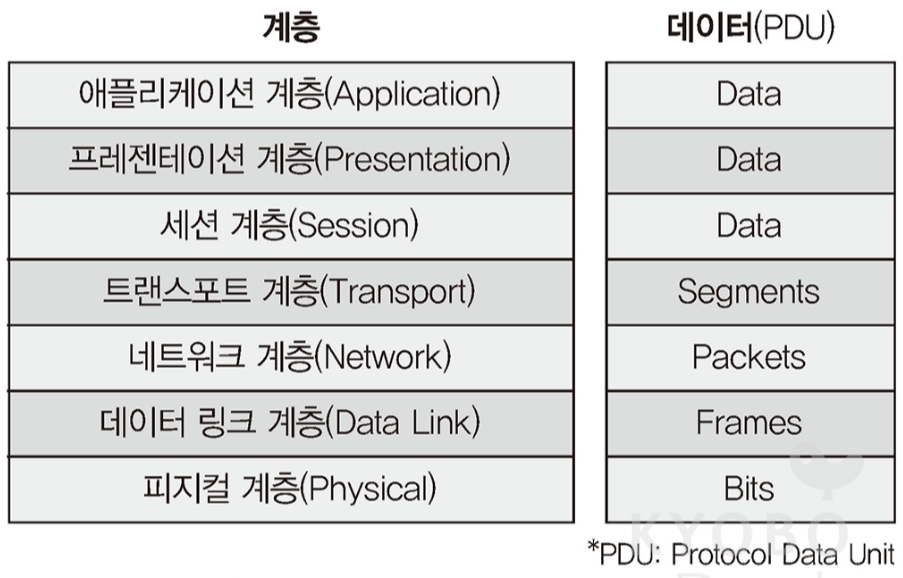 계층 데이터(PDU)
애플리케이션 계층(Application) Data
프레젠테이션 계층(Presentation) Data
세션 계층(Session) Data
트랜스포트 계층(Transport) Segments
네트워크 계층(Network) Packets
데이터 링크 계층(Data Link) Frames
피지컬 계층(Physical) Bits
KYOBO
*PDU: Protocol Data Unit